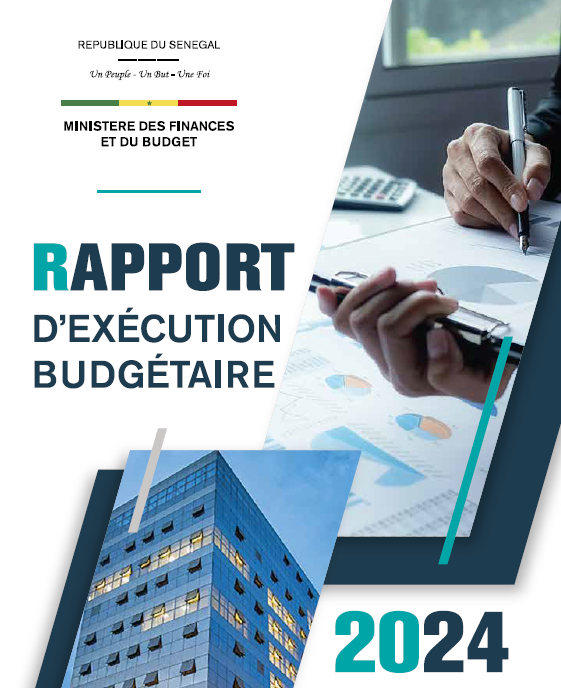 REPUBLIQUE DU SENEGAL
Un Peuple - Un But - Une Foi
MINISTERE DES FINANCES
ET DU BUDGET
RAPPORT
D'EXÉCUTION
BUDGÉTAIRE
2024